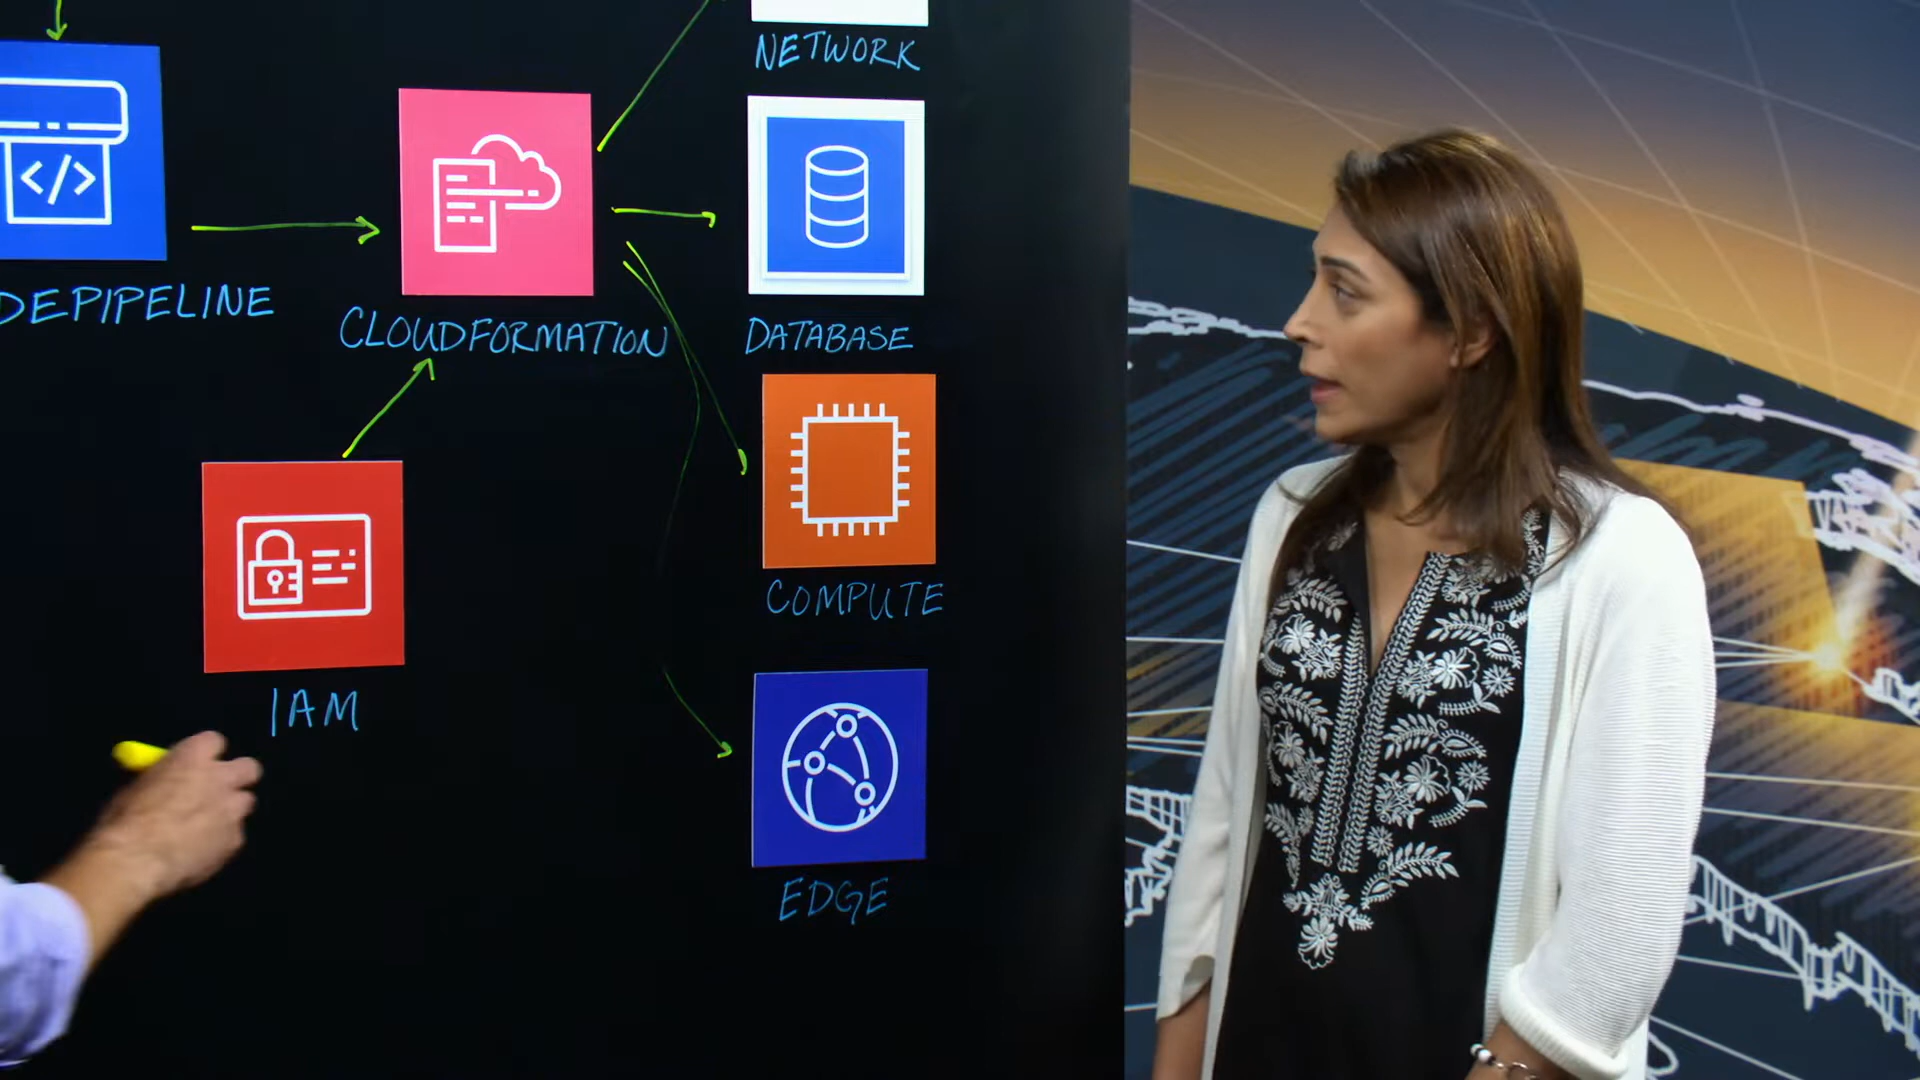 NETWORK
DEPIPELINE
CLOUDFORMATION
DATABASE
COMPUTE
IAM
EDGE